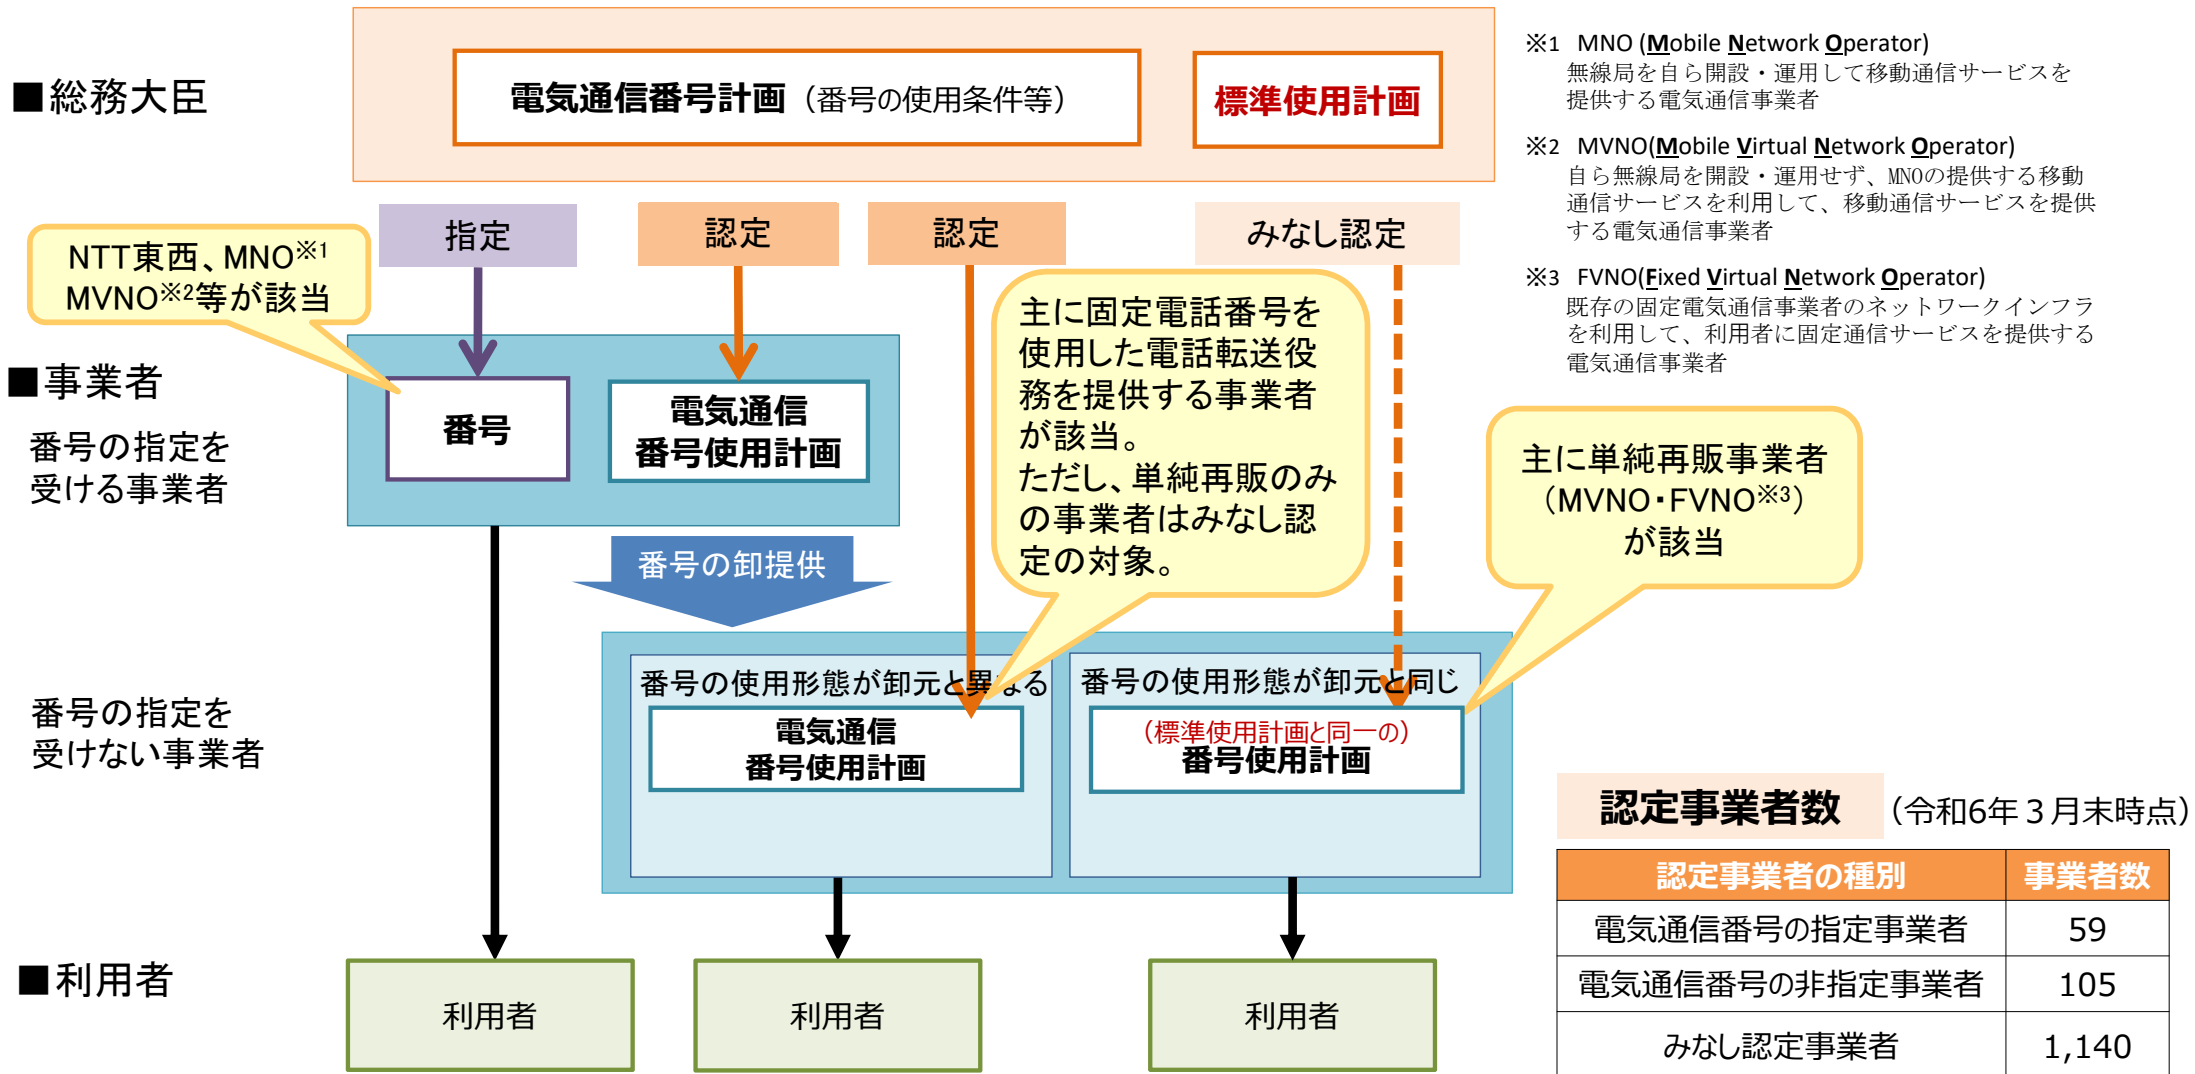 ■総務大臣
電気通信番号計画（番号の使用条件等）
標準使用計画
※1 MNO (Mobile Network Operator)
無線局を自ら開設・運用して移動通信サービスを
提供する電気通信事業者
※2 MVNO(Mobile Virtual Network Operator)
自ら無線局を開設・運用せず、MNOの提供する移動
通信サービスを利用して、移動通信サービスを提供
する電気通信事業者
※3 FVNO(Fixed Virtual Network Operator)
既存の固定電気通信事業者のネットワークインフラ
を利用して、利用者に固定通信サービスを提供する
電気通信事業者
指定
認定
認定
みなし認定
NTT東西、MNO※1
MVNO※2等が該当
主に固定電話番号を
使用した電話転送役
務を提供する事業者
が該当。
ただし、単純再販のみ
の事業者はみなし認
定の対象。
■事業者
番号の指定を
受ける事業者
番号
電気通信
番号使用計画
主に単純再販事業者
（MVNO・FVNO※3）
が該当
番号の卸提供
番号の指定を
受けない事業者
番号の使用形態が卸元と異なる
電気通信
番号使用計画
番号の使用形態が卸元と同じ
（標準使用計画と同一の）
番号使用計画
認定事業者数
（令和6年３月末時点）
認定事業者の種別 事業者数
電気通信番号の指定事業者 59
電気通信番号の非指定事業者 105
みなし認定事業者 1,140
■利用者
利用者
利用者
利用者